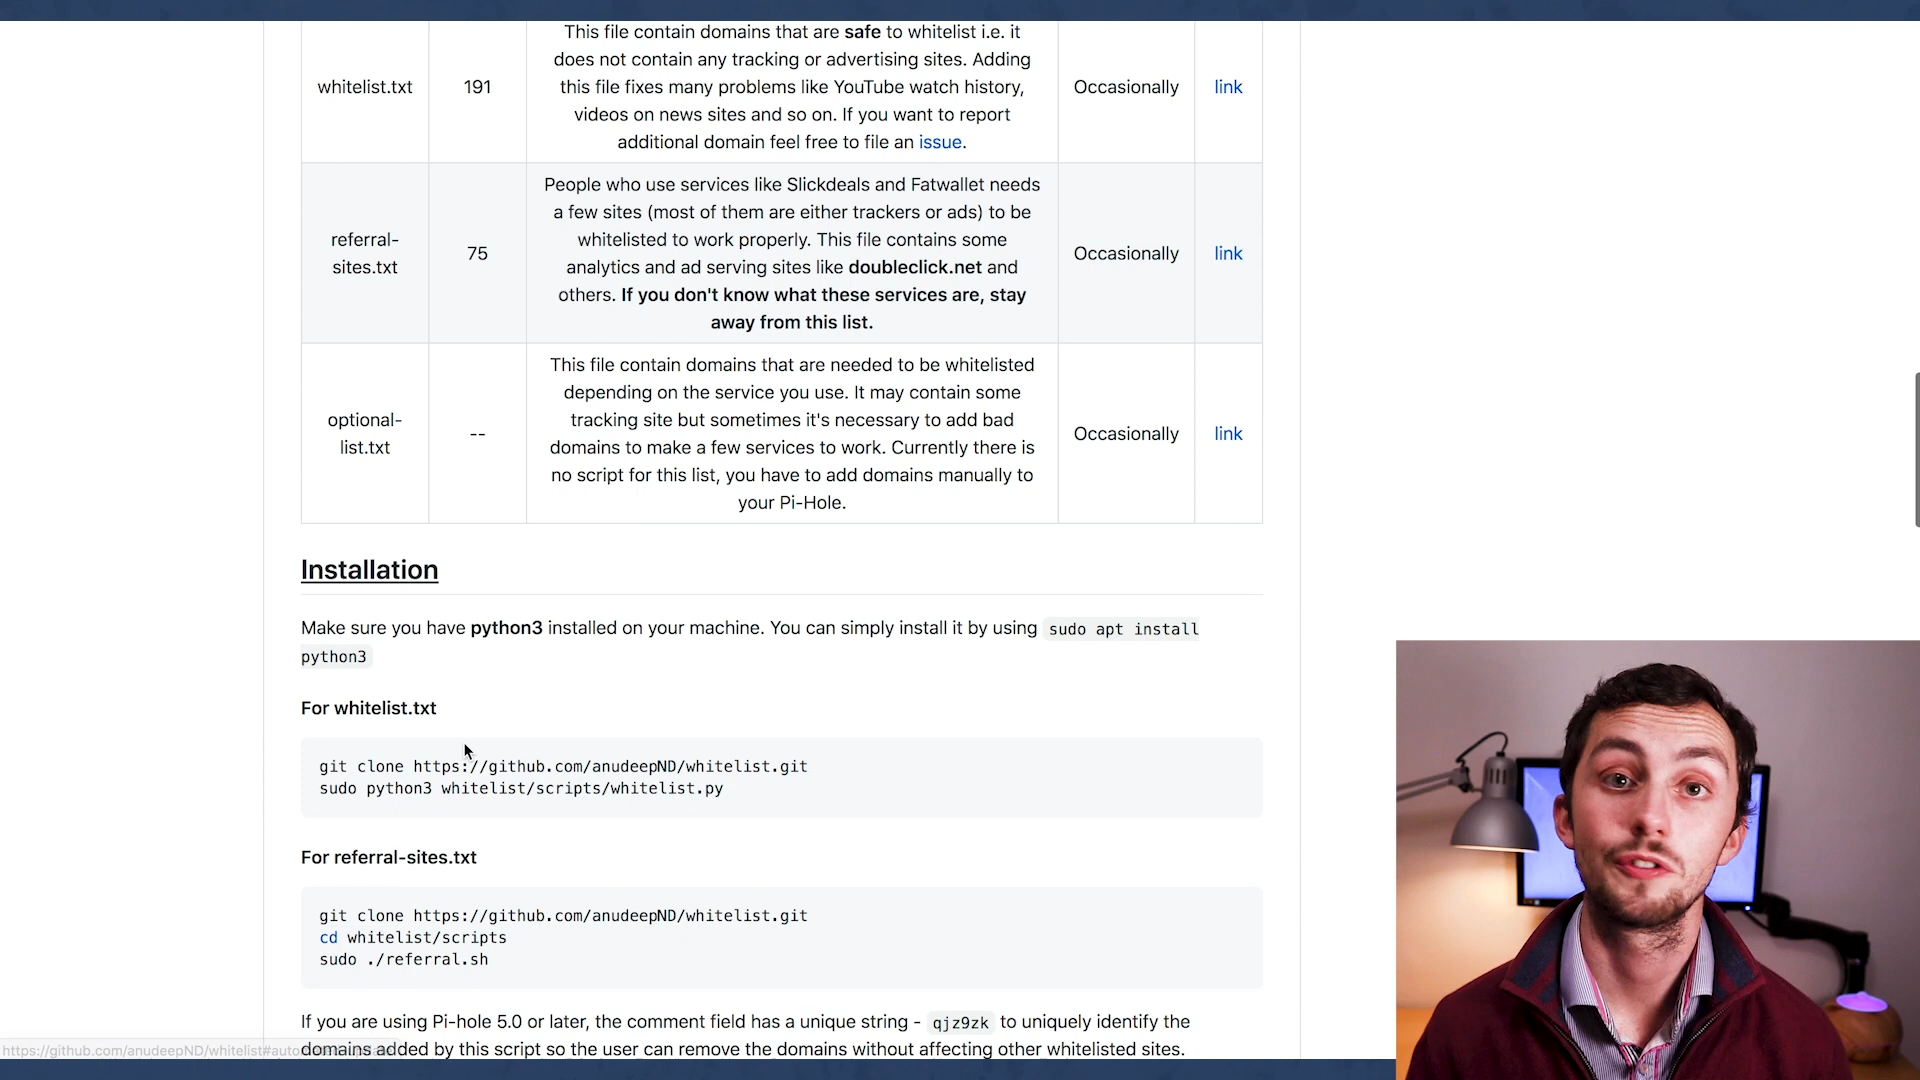 This file contain domains that are safe to whitelist i.e. it
does not contain any tracking or advertising sites. Adding
whitelist.txt 191 this file fixes many problems like YouTube watch history, Occasionally link
videos on news sites and so on. If you want to report
additional domain feel free to file an issue.
People who use services like Slickdeals and Fatwallet needs
a few sites (most of them are either trackers or ads) to be
referral- whitelisted to work properly. This file contains some
sites.txt 75 analytics and ad serving sites like doubleclick.net and Occasionally link
others. If you don't know what these services are, stay
away from this list.
This file contain domains that are needed to be whitelisted
depending on the service you use. It may contain some
optional- tracking site but sometimes it's necessary to add bad
list.txt -- domains to make a few services to work. Currently there is Occasionally link
no script for this list, you have to add domains manually to
your Pi-Hole.
Installation
Make sure you have python3 installed on your machine. You can simply install it by using sudo apt install
python3
For whitelist.txt
git clone https://github.com/anudeepND/whitelist.git
sudo python3 whitelist/scripts/whitelist.py
For referral-sites.txt
git clone https://github.com/anudeepND/whitelist.git
cd whitelist/scripts
sudo ./referral.sh
If you are using Pi-hole 5.0 or later, the comment field has a unique string - qjz9zk to uniquely identify the
domains added by this script so the user can remove the domains without affecting other whitelisted sites.
https://github.com/anudeepND/whitelist#auto